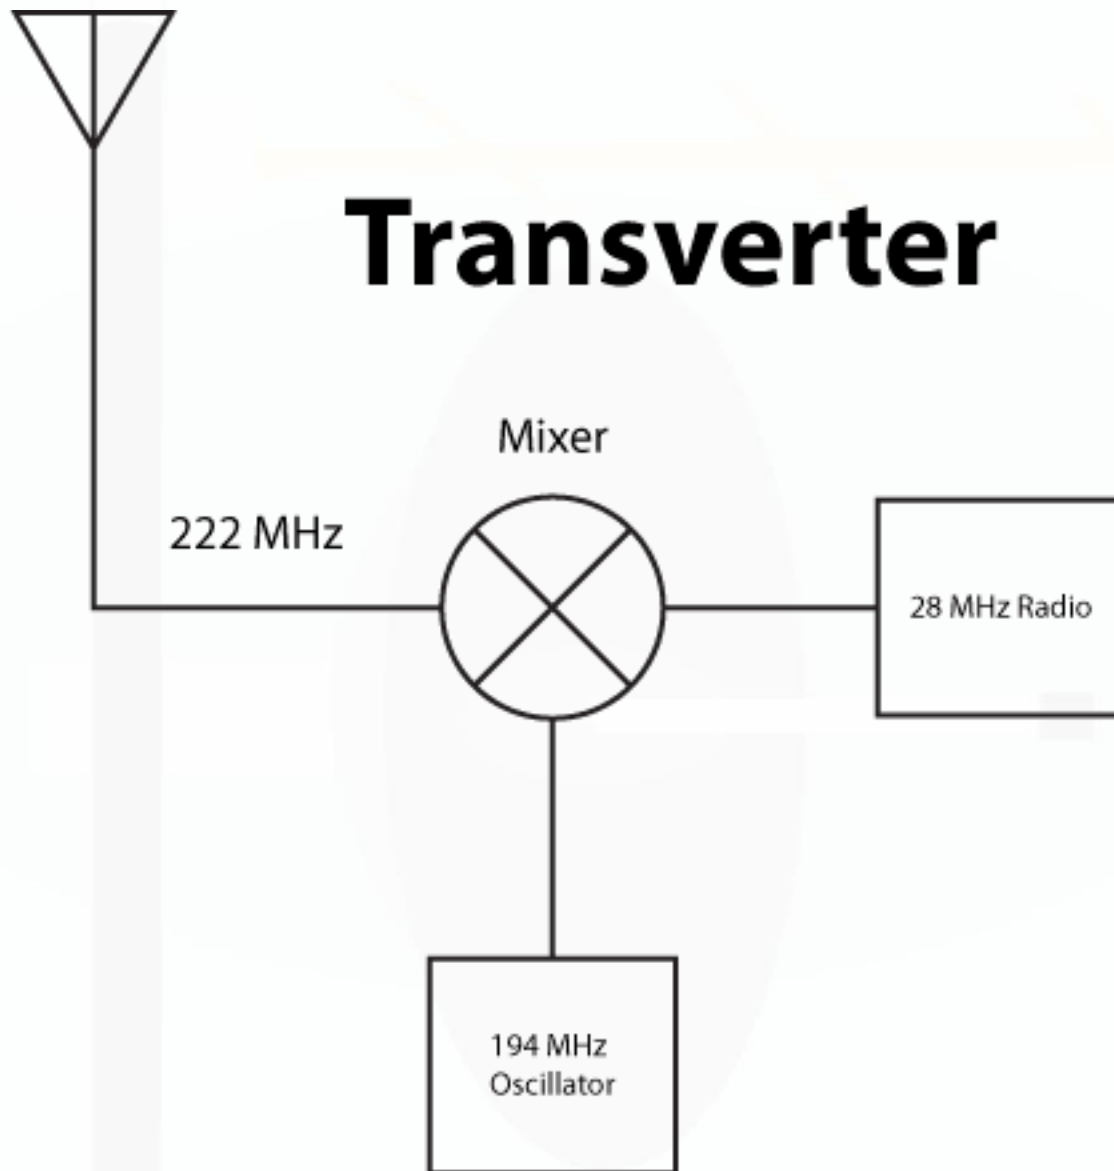 Transverter
Mixer
222 MHz
28 MHz Radio
194 MHz
Oscillator